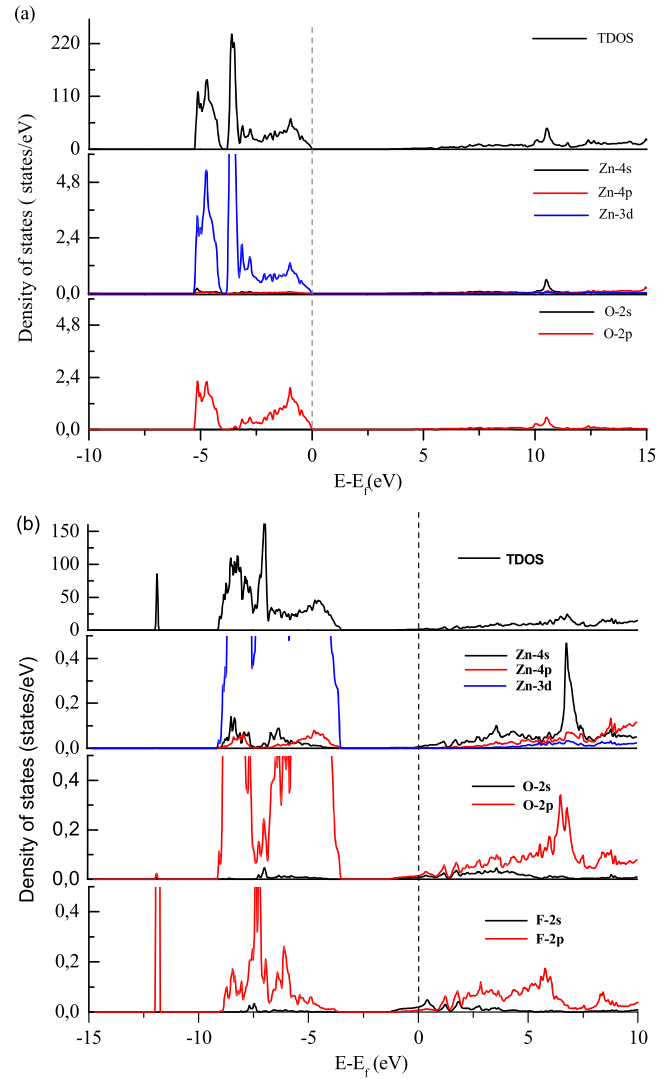 (a)
220
110
0
TDOS
4,8
2,4
0,0
Zn-4s
Zn-4p
Zn-3d
4,8
2,4
0,0
O-2s
O-2p
Density of states ( states/eV)
-10 -5 0 5 10 15
E-Ef(eV)
(b)
150
100
50
0
TDOS
0,4
0,2
0,0
Zn-4s
Zn-4p
Zn-3d
0,4
0,2
0,0
O-2s
O-2p
0,4
0,2
0,0
F-2s
F-2p
Density of states (states/eV)
-15 -10 -5 0 5 10
E-Ef (eV)